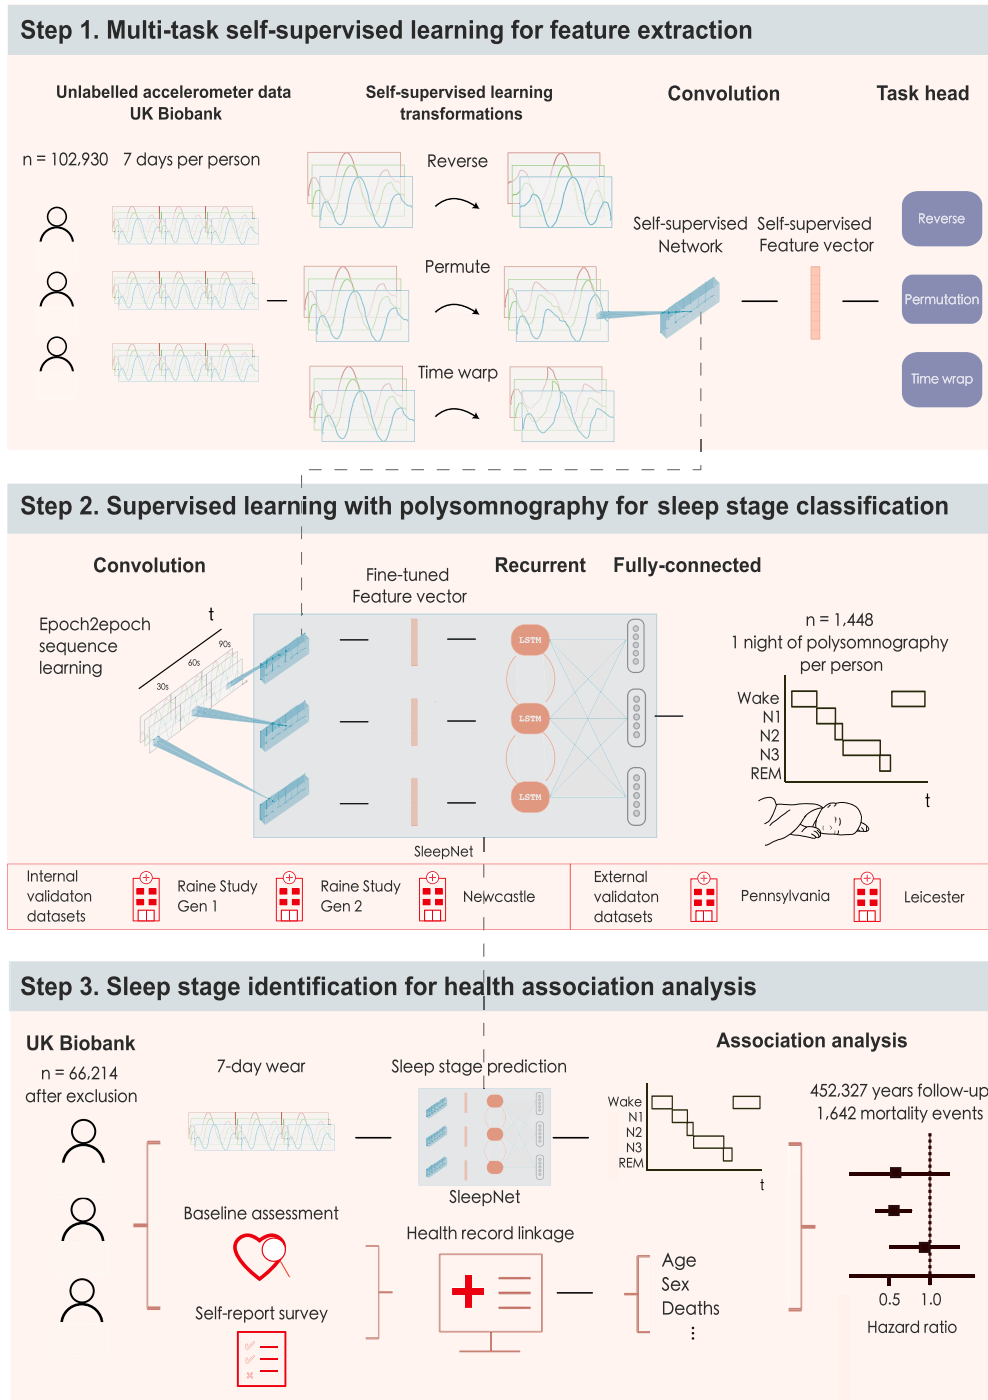 Step 1. Multi-task self-supervised learning for feature extraction
Unlabelled accelerometer data
UK Biobank
Self-supervised learning
transformations
Convolution
Task head
n = 102,930
7 days per person
Reverse
Permute
Time warp
Self-supervised
Network
Self-supervised
Feature vector
Reverse
Permutation
Time wrap
Step 2. Supervised learning with polysomnography for sleep stage classification
Convolution
Fine-tuned
Feature vector
Recurrent
Fully-connected
Epoch2epoch
sequence
learning
t
30s
60s
90s
LSTM
LSTM
LSTM
SleepNet
n = 1,448
1 night of polysomnography
per person
Wake
N1
N2
N3
REM
t
Internal
validaton
datasets
Raine Study
Gen 1
Raine Study
Gen 2
Newcastle
External
validaton
datasets
Pennsylvania
Leicester
Step 3. Sleep stage identification for health association analysis
UK Biobank
n = 66,214
after exclusion
7-day wear
Sleep stage prediction
SleepNet
Association analysis
Wake
N1
N2
N3
REM
t
452,327 years follow-up
1,642 mortality events
Baseline assessment
Self-report survey
Health record linkage
Age
Sex
Deaths
⋮
0.5
1.0
Hazard ratio